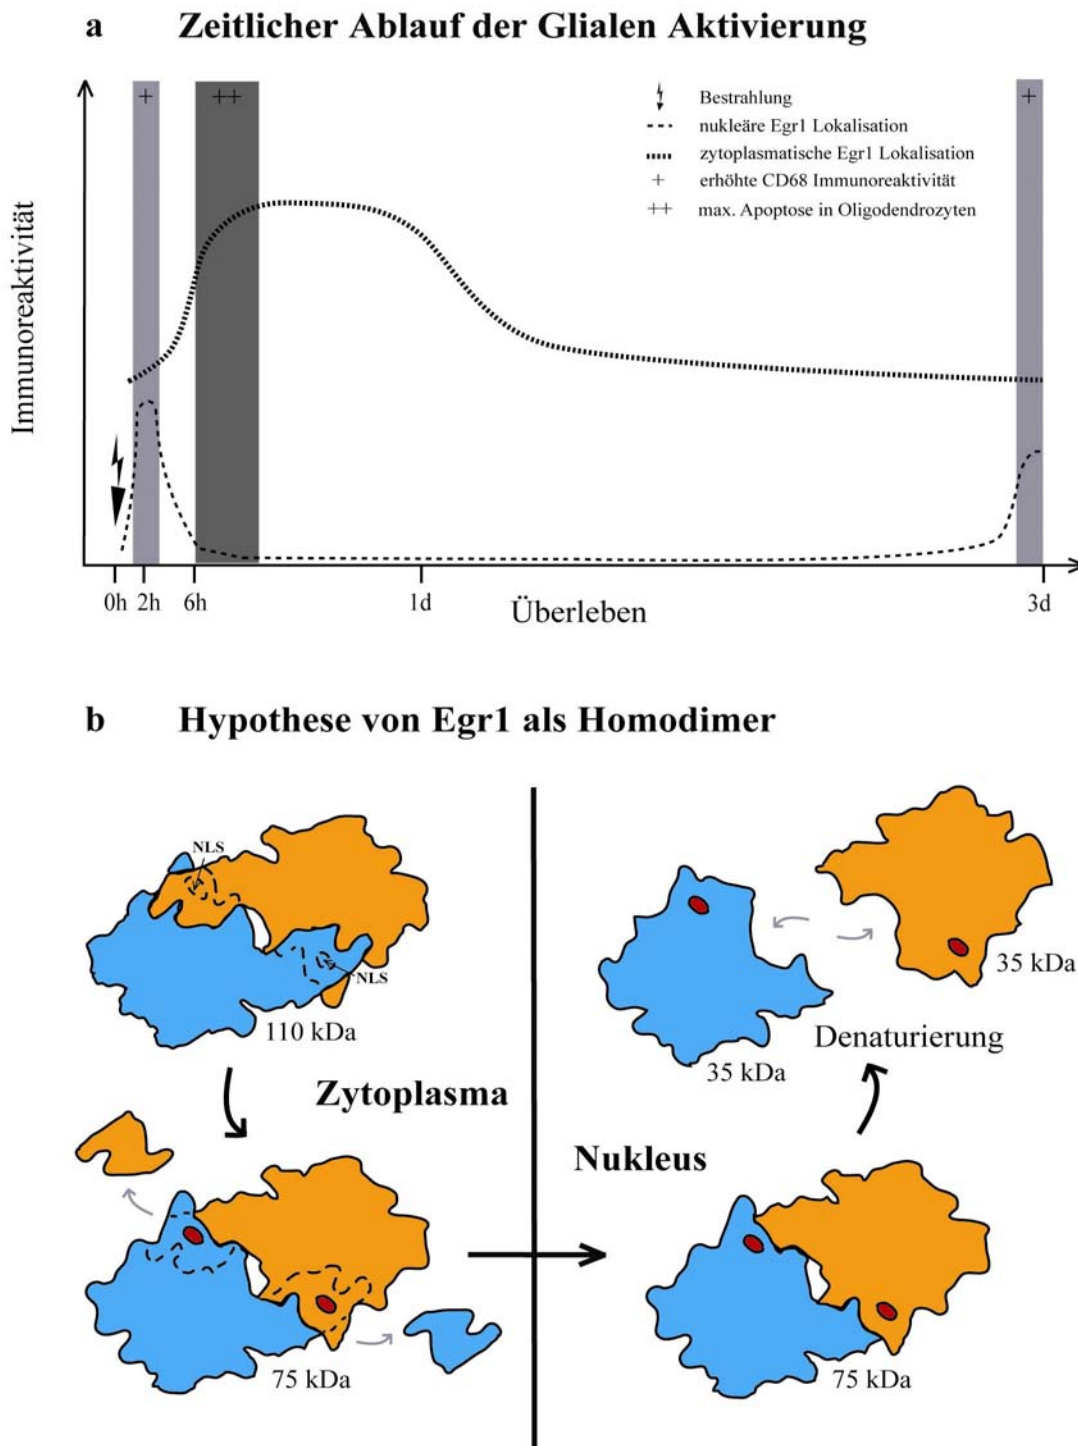 a Zeitlicher Ablauf der Glialen Aktivierung
+
++
+
Bestrahlung
nukleäre Egr1 Lokalisation
zytoplasmatische Egr1 Lokalisation
+ erhöhte CD68 Immunoreaktivität
++ max. Apoptose in Oligodendrozyten
Immunoreaktivität
0h 2h 6h 1d 3d
Überleben
b Hypothese von Egr1 als Homodimer
NLS
NLS
110 kDa
Zytoplasma
75 kDa
35 kDa
35 kDa
Denaturierung
Nukleus
75 kDa